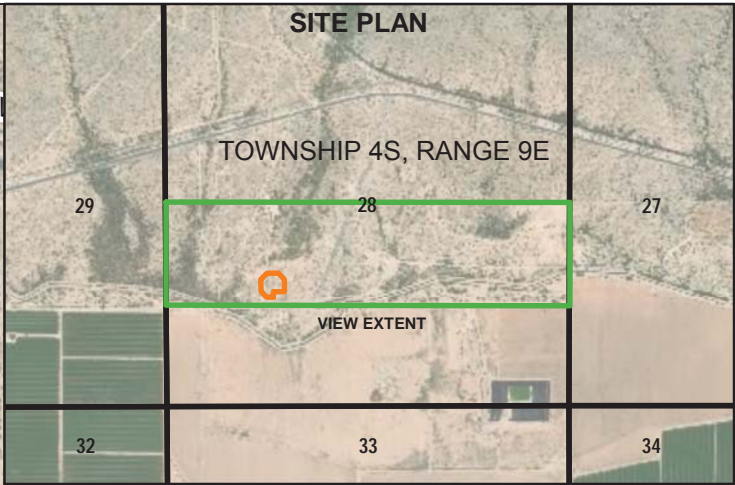 SITE PLAN
TOWNSHIP 4S, RANGE 9E
29
28
27
VIEW EXTENT
32
33
34